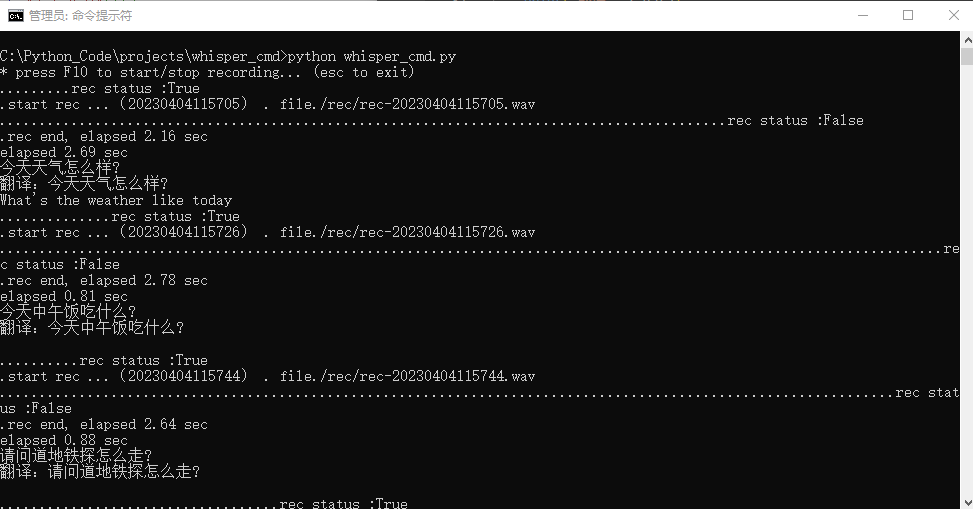 管理员: 命令提示符
C:\Python_Code\projects\whisper_cmd>python whisper_cmd.py
* press F10 to start/stop recording... (esc to exit)
.........rec status :True
.start rec ... (20230404115705) . file./rec/rec-20230404115705.wav
...........................................................................................rec status :False
.rec end, elapsed 2.16 sec
elapsed 2.69 sec
今天天气怎么样?
翻译: 今天天气怎么样?
What's the weather like today
..............rec status :True
.start rec ... (20230404115726) . file./rec/rec-20230404115726.wav
......................................................................................................................re
c status :False
.rec end, elapsed 2.78 sec
elapsed 0.81 sec
今天中午饭吃什么?
翻译: 今天中午饭吃什么?
..........rec status :True
.start rec ... (20230404115744) . file./rec/rec-20230404115744.wav
................................................................................................................rec stat
us :False
.rec end, elapsed 2.64 sec
elapsed 0.88 sec
请问道地铁探怎么走?
翻译: 请问道地铁探怎么走?
...................................rec status :True